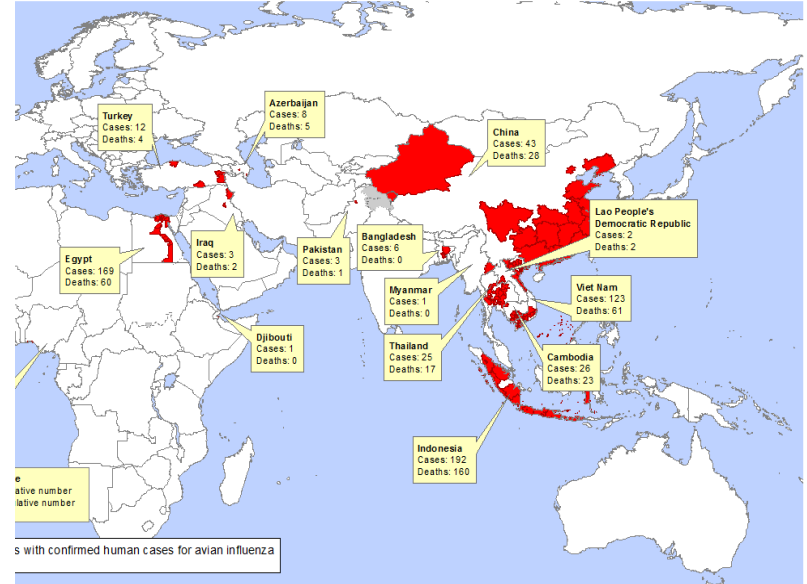 Azerbaijan
Cases: 8
Deaths: 5
Turkey
Cases: 12
Deaths: 4
China
Cases: 43
Deaths: 28
Lao People's
Democratic Republic
Cases: 2
Deaths: 2
Bangladesh
Cases: 6
Deaths: 0
Iraq
Cases: 3
Deaths: 2
Pakistan
Cases: 3
Deaths: 1
Egypt
Cases: 169
Deaths: 60
Myanmar
Cases: 1
Deaths: 0
Viet Nam
Cases: 123
Deaths: 61
Djibouti
Cases: 1
Deaths: 0
Thailand
Cases: 25
Deaths: 17
Cambodia
Cases: 26
Deaths: 23
Indonesia
Cases: 192
Deaths: 160
e
lative number
ulative number
s with confirmed human cases for avian influenza